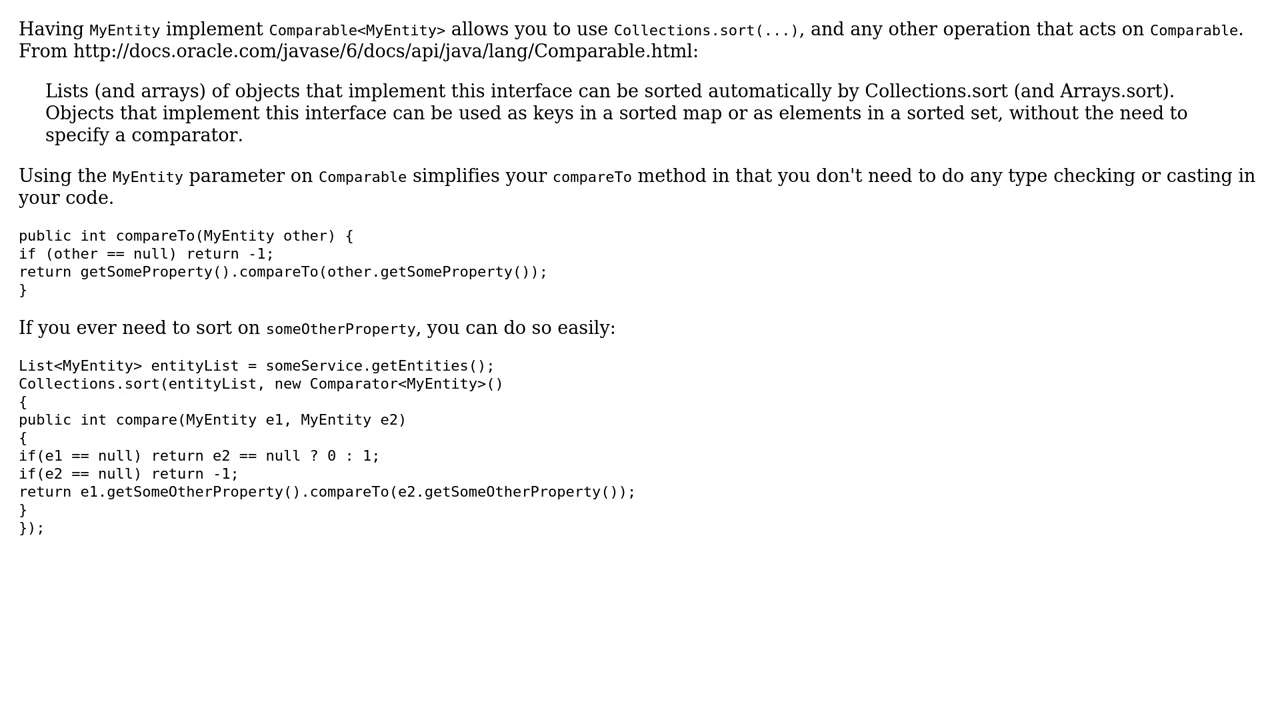 Having MyEntity implement Comparable<MyEntity> allows you to use Collections.sort(...), and any other operation that acts on Comparable.
From http://docs.oracle.com/javase/6/docs/api/java/lang/Comparable.html:
Lists (and arrays) of objects that implement this interface can be sorted automatically by Collections.sort (and Arrays.sort).
Objects that implement this interface can be used as keys in a sorted map or as elements in a sorted set, without the need to
specify a comparator.
Using the MyEntity parameter on Comparable simplifies your compareTo method in that you don't need to do any type checking or casting in
your code.
public int compareTo(MyEntity other) {
if (other == null) return -1;
return getSomeProperty().compareTo(other.getSomeProperty());
}
If you ever need to sort on someOtherProperty, you can do so easily:
List<MyEntity> entityList = someService.getEntities();
Collections.sort(entityList, new Comparator<MyEntity>()
{
public int compare(MyEntity e1, MyEntity e2)
{
if(e1 == null) return e2 == null ? 0 : 1;
if(e2 == null) return -1;
return e1.getSomeOtherProperty().compareTo(e2.getSomeOtherProperty());
}
});